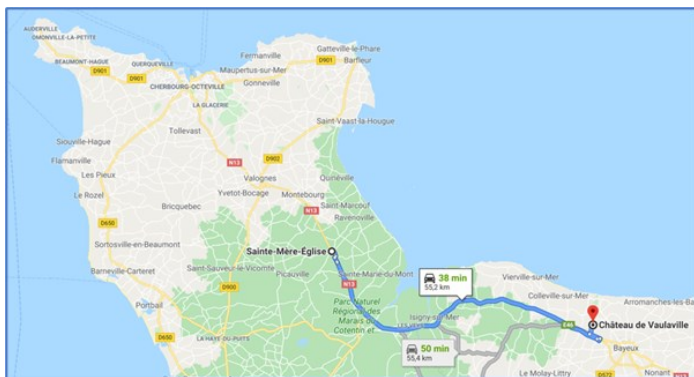 AUDERVILLE
OMONVILLE-LA-PETITE
BEAUMONT-HAGUE
D901
D901
QUERQUEVILLE
CHERBOURG-OCTEVILLE
LA GLACERIE
Fermanville
Maupertus-sur-Mer
Gonneville
Gatteville-le-Phare
D901
Barfleur
Saint-Vaast-la-Hougue
Siouville-Hague
Flamanville
Tollevast
N13
D902
Les Pieux
Le Rozel
Valognes
Quinéville
Yvetot-Bocage
Montebourg
Bricquebec
N13
Saint-Marcouf
Ravenoville
D650
Sortosville-en-Beaumont
Sainte-Mère-Église
Barneville-Carteret
Saint-Sauveur-le-Vicomte
Picauville
Sainte-Marie-du-Mont
38 min
55,2 km
Vierville-sur-Mer
D900
N13
Colleville-sur-Mer
Arromanches-les-Ba
Portbail
Parc Naturel
Régional des
Marais du
Cotentin et
Isigny-sur-Mer
E46
Château de Vaulaville
LA HAYE-DU-PUITS
50 min
55,4 km
Bayeux
D650
Le Molay-Littry
D572
Nonant